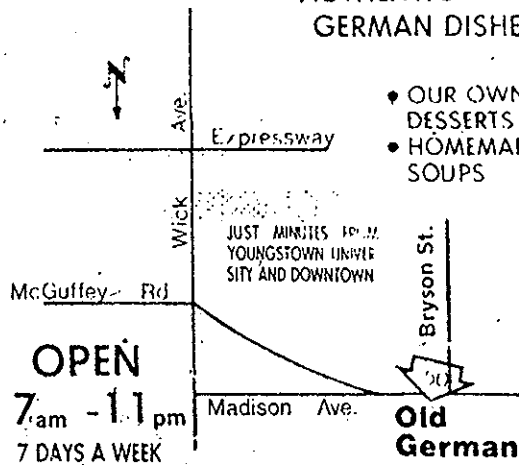 GERMAN DISHE
N
• OUR OWN
DESSERTS
• HOMEMA
SOUPS
Ave.
Expressway
Wick
JUST MINUTES FROM
YOUNGSTOWN UNIVER
SITY AND DOWNTOWN
Bryson St.
McGuffey Rd
OPEN
7am - 11pm
7 DAYS A WEEK
Madison Ave.
Old
German